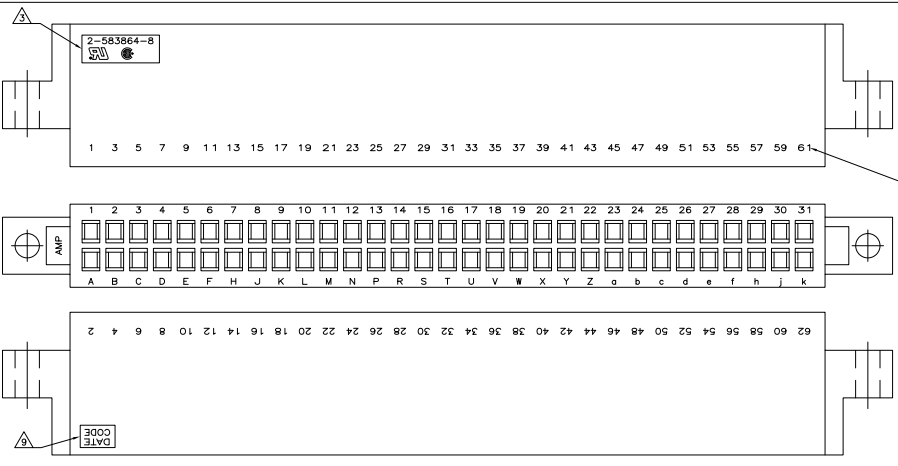 3
2-583864-8
1 3 5 7 9 11 13 15 17 19 21 23 25 27 29 31 33 35 37 39 41 43 45 47 49 51 53 55 57 59 61
1 2 3 4 5 6 7 8 9 10 11 12 13 14 15 16 17 18 19 20 21 22 23 24 25 26 27 28 29 30 31
AMP
A B C D E F H J K L M N P R S T U V W X Y Z a b c d e f h j k
2 4 6 8 10 12 14 16 18 20 22 24 26 28 30 32 34 36 38 40 42 44 46 48 50 52 54 56 58 60 62
9
DATE
CODE